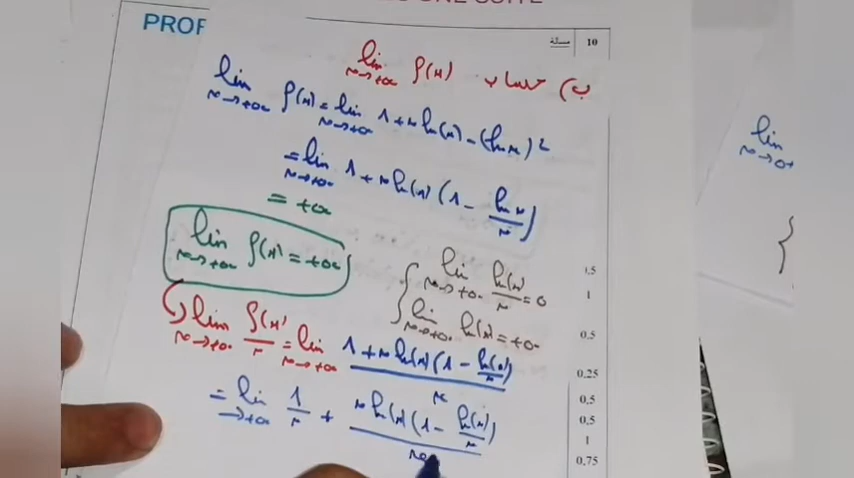 PROF
مسألة 10
ب) حساب lim x→+∞ f(x)
lim x→+∞ f(x) = lim x→+∞ 1 + x ln(x) - (ln x)²
= lim x→+∞ 1 + x ln(x) (1 - ln x / x)
= +∞
lim x→+∞ f(x) = +∞
{ lim x→+∞ ln(x)/x = 0
lim x→+∞ ln(x) = +∞
lim x→+∞ f(x)/x = lim x→+∞ (1 + x ln(x) (1 - ln(x)/x)) / x
= lim →+∞ 1/x + x ln(x) (1 - ln(x)/x) / x
1,5
1
0.5
0.25
0.5
0.5
1
0.75
lim x→0+
{